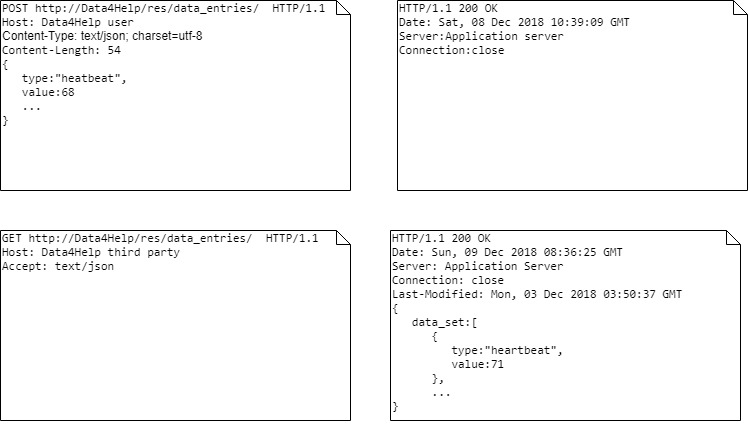 POST http://Data4Help/res/data_entries/  HTTP/1.1
Host: Data4Help user
Content-Type: text/json; charset=utf-8
Content-Length: 54
{
   type:"heatbeat",
   value:68
   ...
}
HTTP/1.1 200 OK
Date: Sat, 08 Dec 2018 10:39:09 GMT
Server:Application server
Connection:close
GET http://Data4Help/res/data_entries/  HTTP/1.1
Host: Data4Help third party
Accept: text/json
HTTP/1.1 200 OK
Date: Sun, 09 Dec 2018 08:36:25 GMT
Server: Application Server
Connection: close
Last-Modified: Mon, 03 Dec 2018 03:50:37 GMT
{
   data_set:[
      {
         type:"heartbeat",
         value:71
      },
      ...
}